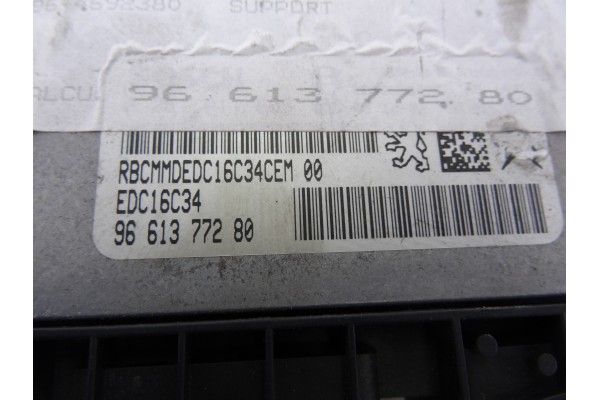 SUPPORT
96 613 772 80
RBCMMDEDC16C34CEM 00
EDC16C34
96 613 772 80